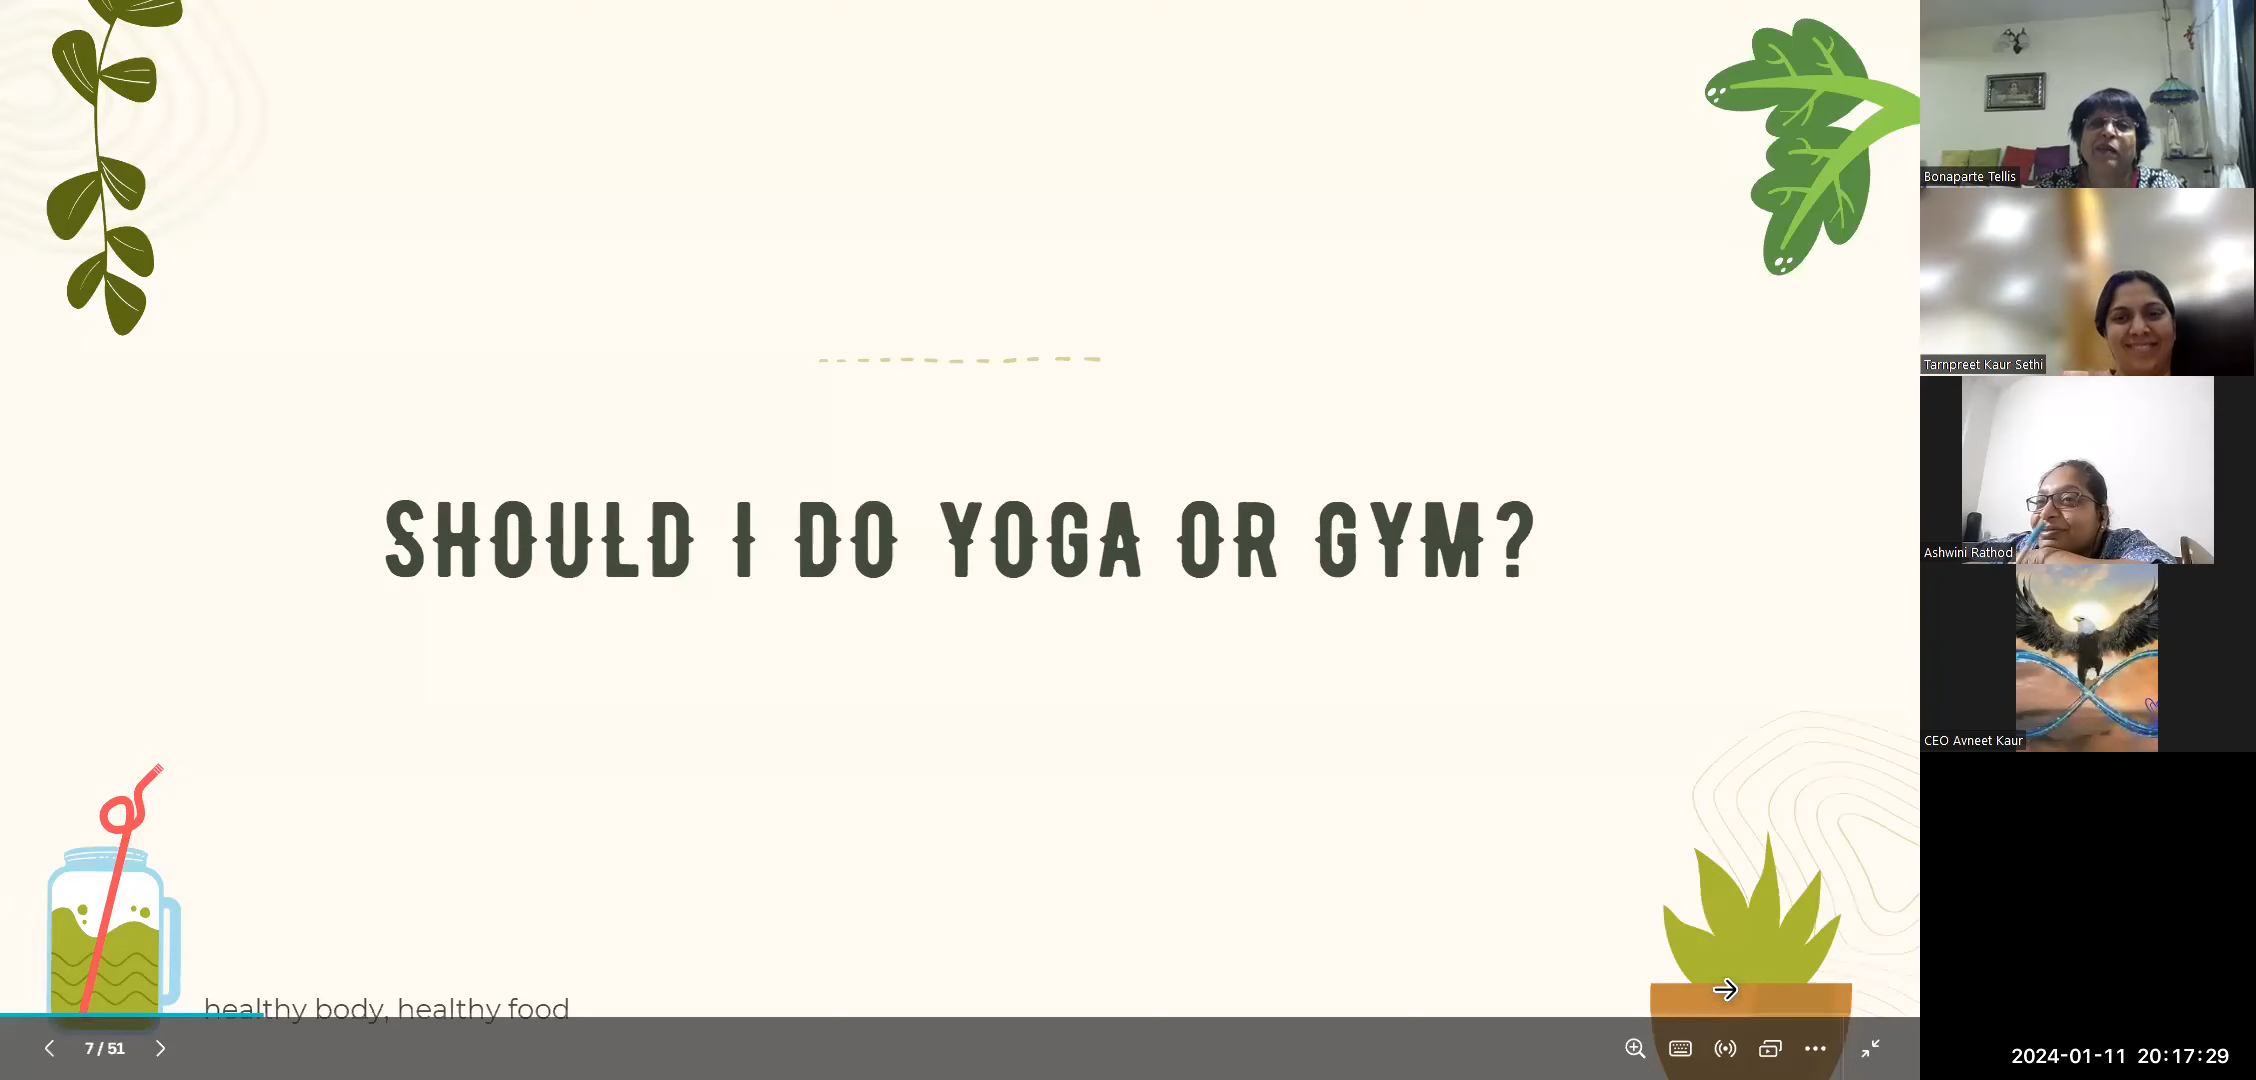 SHOULD I DO YOGA OR GYM?
healthy body, healthy food
7 / 51
Bonaparte Tellis
Tarnpreet Kaur Sethi
Ashwini Rathod
CEO Avneet Kaur
2024-01-11 20:17:29